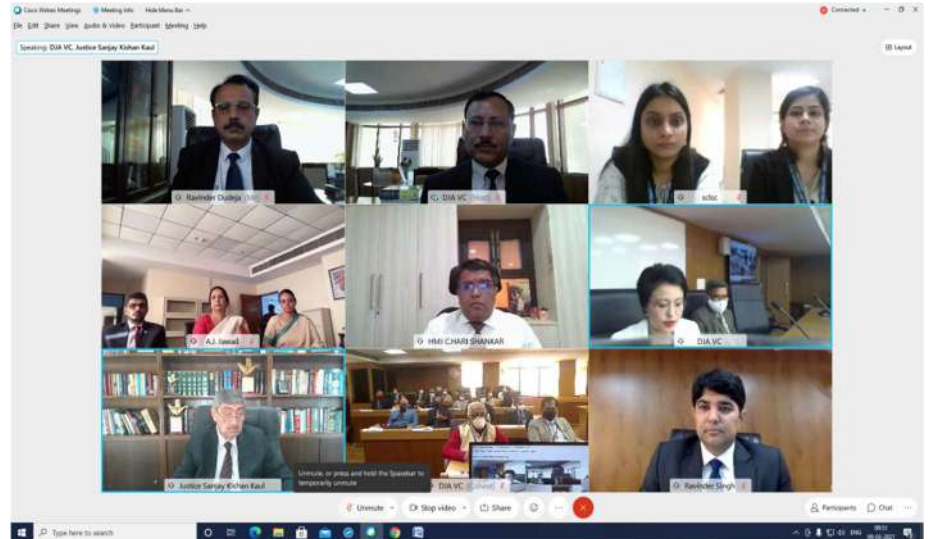 Cisco Webex Meetings Meeting Info Hide Menu Bar
Connected
File Edit Share View Audio & Video Participant Meeting Help
Speaking: DJA VC, Justice Sanjay Kishan Kaul
Layout
Ravinder Dudeja
DJA VC
sclsc
A.J. Jawad
HMJ C.HARI SHANKAR
DJA VC
Justice Sanjay Kishan Kaul
Unmute, or press and hold the Spacebar to
temporarily unmute
DJA VC
Ravinder Singh
Unmute Stop video Share
Participants Chat
Type here to search
ENG